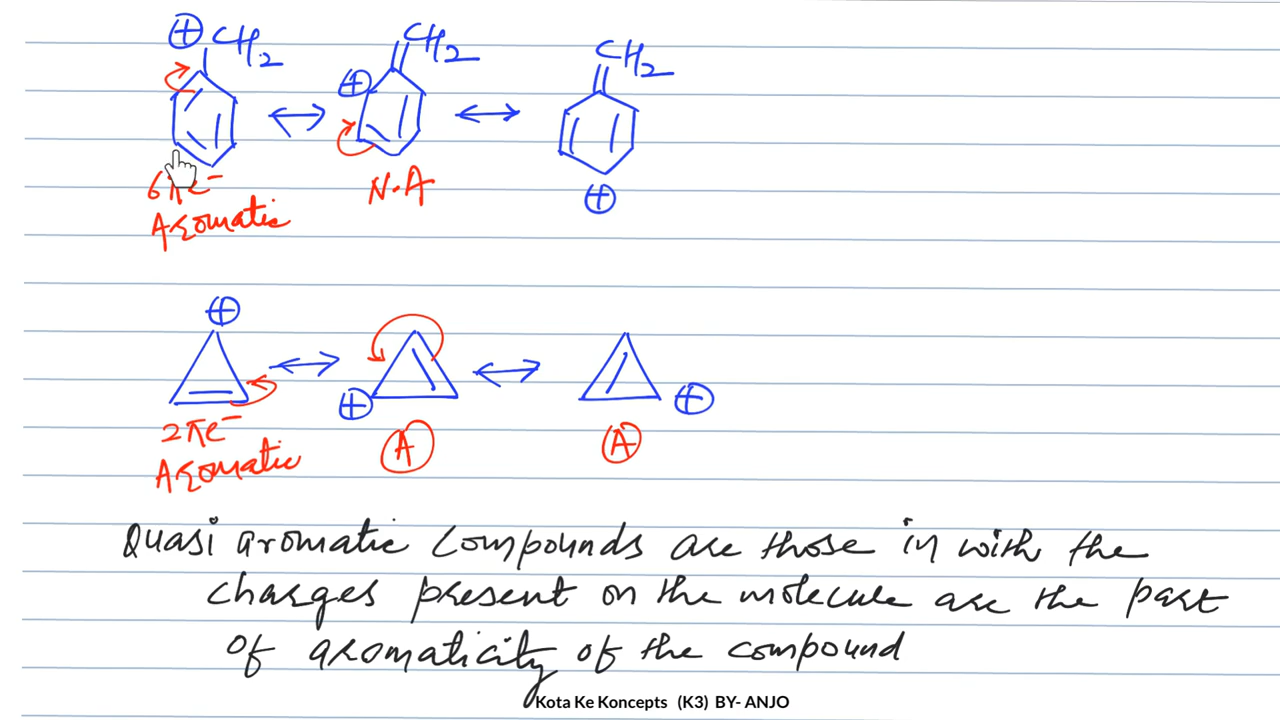 ⊕ CH2 CH2 CH2
⊕
6πe⁻ N.A ⊕
Aromatic
⊕
⊕ ⊕
2πe⁻ A A
Aromatic
Quasi aromatic compounds are those in with the
charges present on the molecule are the part
of aromaticity of the compound
Kota Ke Koncepts (K3) BY- ANJO